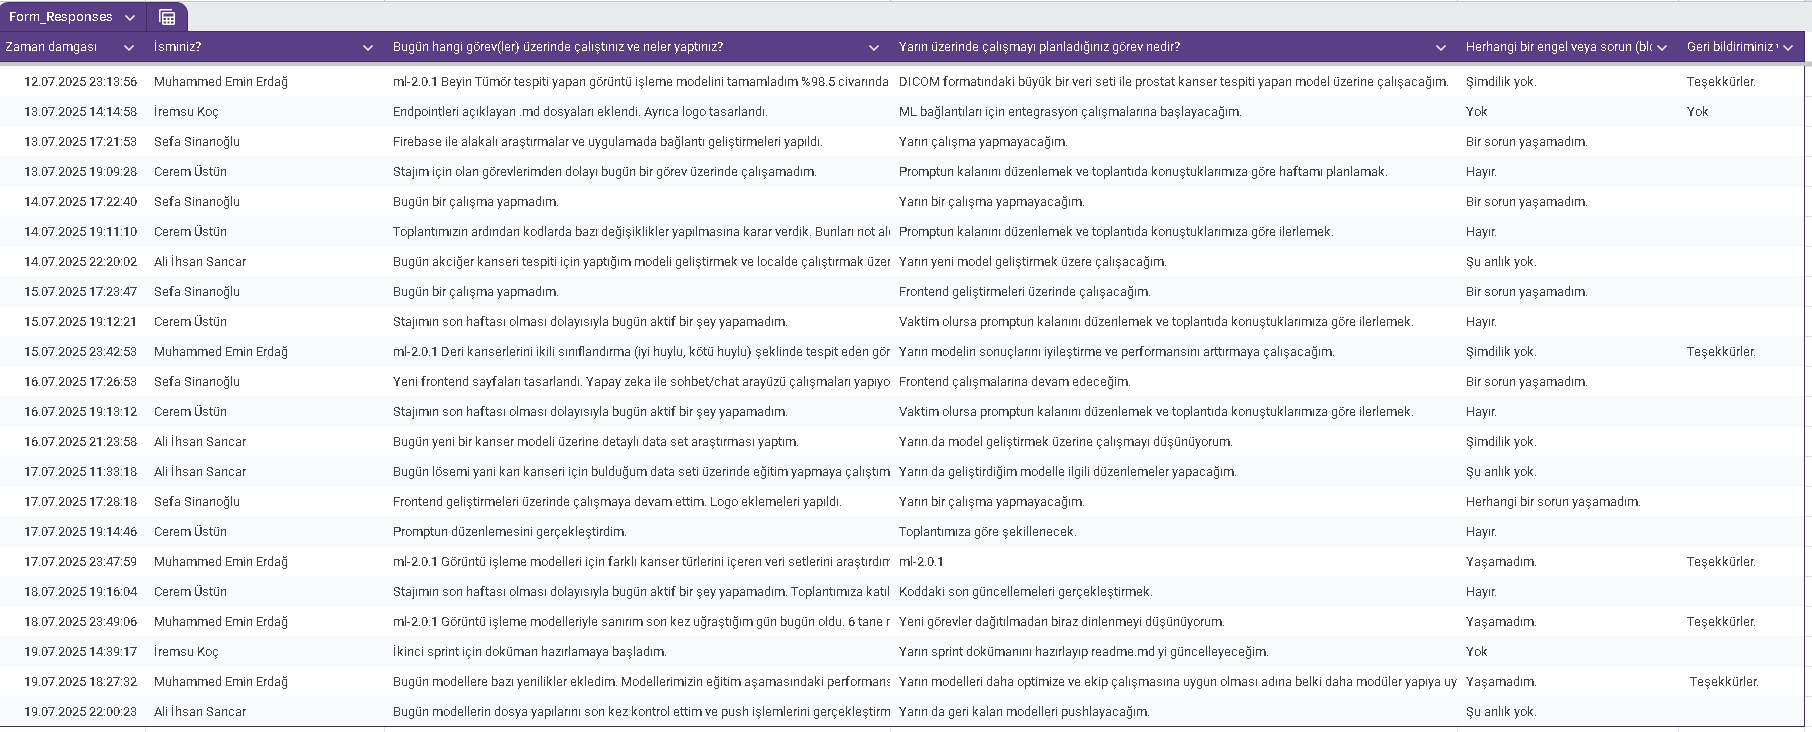 Form_Responses
Zaman damgası İsminiz? Bugün hangi görev(ler) üzerinde çalıştınız ve neler yaptınız? Yarın üzerinde çalışmayı planladığınız görev nedir? Herhangi bir engel veya sorun (blo Geri bildiriminiz
12.07.2025 23:13:56 Muhammed Emin Erdağ ml-2.0.1 Beyin Tümör tespiti yapan görüntü işleme modelini tamamladım %98.5 civarında DICOM formatındaki büyük bir veri seti ile prostat kanser tespiti yapan model üzerine çalışacağım. Şimdilik yok. Teşekkürler.
13.07.2025 14:14:58 İremsu Koç Endpointleri açıklayan .md dosyaları eklendi. Ayrıca logo tasarlandı. ML bağlantıları için entegrasyon çalışmalarına başlayacağım. Yok Yok
13.07.2025 17:21:53 Sefa Sinanoğlu Firebase ile alakalı araştırmalar ve uygulamada bağlantı geliştirmeleri yapıldı. Yarın çalışma yapmayacağım. Bir sorun yaşamadım.
13.07.2025 19:09:28 Cerem Üstün Stajım için olan görevlerimden dolayı bugün bir görev üzerinde çalışamadım. Promptun kalanını düzenlemek ve toplantıda konuştuklarımıza göre haftamı planlamak. Hayır.
14.07.2025 17:22:40 Sefa Sinanoğlu Bugün bir çalışma yapmadım. Yarın bir çalışma yapmayacağım. Bir sorun yaşamadım.
14.07.2025 19:11:10 Cerem Üstün Toplantımızın ardından kodlarda bazı değişiklikler yapılmasına karar verdik. Bunları not al Promptun kalanını düzenlemek ve toplantıda konuştuklarımıza göre ilerlemek. Hayır.
14.07.2025 22:20:02 Ali İhsan Sancar Bugün akciğer kanseri tespiti için yaptığım modeli geliştirmek ve localde çalıştırmak üzer Yarın yeni model geliştirmek üzere çalışacağım. Şu anlık yok.
15.07.2025 17:23:47 Sefa Sinanoğlu Bugün bir çalışma yapmadım. Frontend geliştirmeleri üzerinde çalışacağım. Bir sorun yaşamadım.
15.07.2025 19:12:21 Cerem Üstün Stajımın son haftası olması dolayısıyla bugün aktif bir şey yapamadım. Vaktim olursa promptun kalanını düzenlemek ve toplantıda konuştuklarımıza göre ilerlemek. Hayır.
15.07.2025 23:42:53 Muhammed Emin Erdağ ml-2.0.1 Deri kanserlerini ikili sınıflandırma (iyi huylu, kötü huylu) şeklinde tespit eden gör Yarın modelin sonuçlarını iyileştirme ve performansını arttırmaya çalışacağım. Şimdilik yok. Teşekkürler.
16.07.2025 17:26:53 Sefa Sinanoğlu Yeni frontend sayfaları tasarlandı. Yapay zeka ile sohbet/chat arayüzü çalışmaları yapıyo Frontend çalışmalarına devam edeceğim. Bir sorun yaşamadım.
16.07.2025 19:13:12 Cerem Üstün Stajımın son haftası olması dolayısıyla bugün aktif bir şey yapamadım. Vaktim olursa promptun kalanını düzenlemek ve toplantıda konuştuklarımıza göre ilerlemek. Hayır.
16.07.2025 21:23:58 Ali İhsan Sancar Bugün yeni bir kanser modeli üzerine detaylı data set araştırması yaptım. Yarın da model geliştirmek üzerine çalışmayı düşünüyorum. Şimdilik yok.
17.07.2025 11:33:18 Ali İhsan Sancar Bugün lösemi yani kan kanseri için bulduğum data seti üzerinde eğitim yapmaya çalıştım Yarın da geliştirdiğim modelle ilgili düzenlemeler yapacağım. Şu anlık yok.
17.07.2025 17:28:18 Sefa Sinanoğlu Frontend geliştirmeleri üzerinde çalışmaya devam ettim. Logo eklemeleri yapıldı. Yarın bir çalışma yapmayacağım. Herhangi bir sorun yaşamadım.
17.07.2025 19:14:46 Cerem Üstün Promptun düzenlemesini gerçekleştirdim. Toplantımıza göre şekillenecek. Hayır.
17.07.2025 23:47:59 Muhammed Emin Erdağ ml-2.0.1 Görüntü işleme modelleri için farklı kanser türlerini içeren veri setlerini araştırdım ml-2.0.1 Yaşamadım. Teşekkürler.
18.07.2025 19:16:04 Cerem Üstün Stajımın son haftası olması dolayısıyla bugün aktif bir şey yapamadım. Toplantımıza katıl Koddaki son güncellemeleri gerçekleştirmek. Hayır.
18.07.2025 23:49:06 Muhammed Emin Erdağ ml-2.0.1 Görüntü işleme modelleriyle sanırım son kez uğraştığım gün bugün oldu. 6 tane Yeni görevler dağıtılmadan biraz dinlenmeyi düşünüyorum. Yaşamadım. Teşekkürler.
19.07.2025 14:39:17 İremsu Koç İkinci sprint için doküman hazırlamaya başladım. Yarın sprint dokümanını hazırlayıp readme.md yi güncelleyeceğim. Yok
19.07.2025 18:27:32 Muhammed Emin Erdağ Bugün modellere bazı yenilikler ekledim. Modellerimizin eğitim aşamasındaki performans Yarın modelleri daha optimize ve ekip çalışmasına uygun olması adına belki daha modüler yapıya uy Yaşamadım. Teşekkürler.
19.07.2025 22:00:23 Ali İhsan Sancar Bugün modellerin dosya yapılarını son kez kontrol ettim ve push işlemlerini gerçekleştirm Yarın da geri kalan modelleri pushlayacağım. Şu anlık yok.